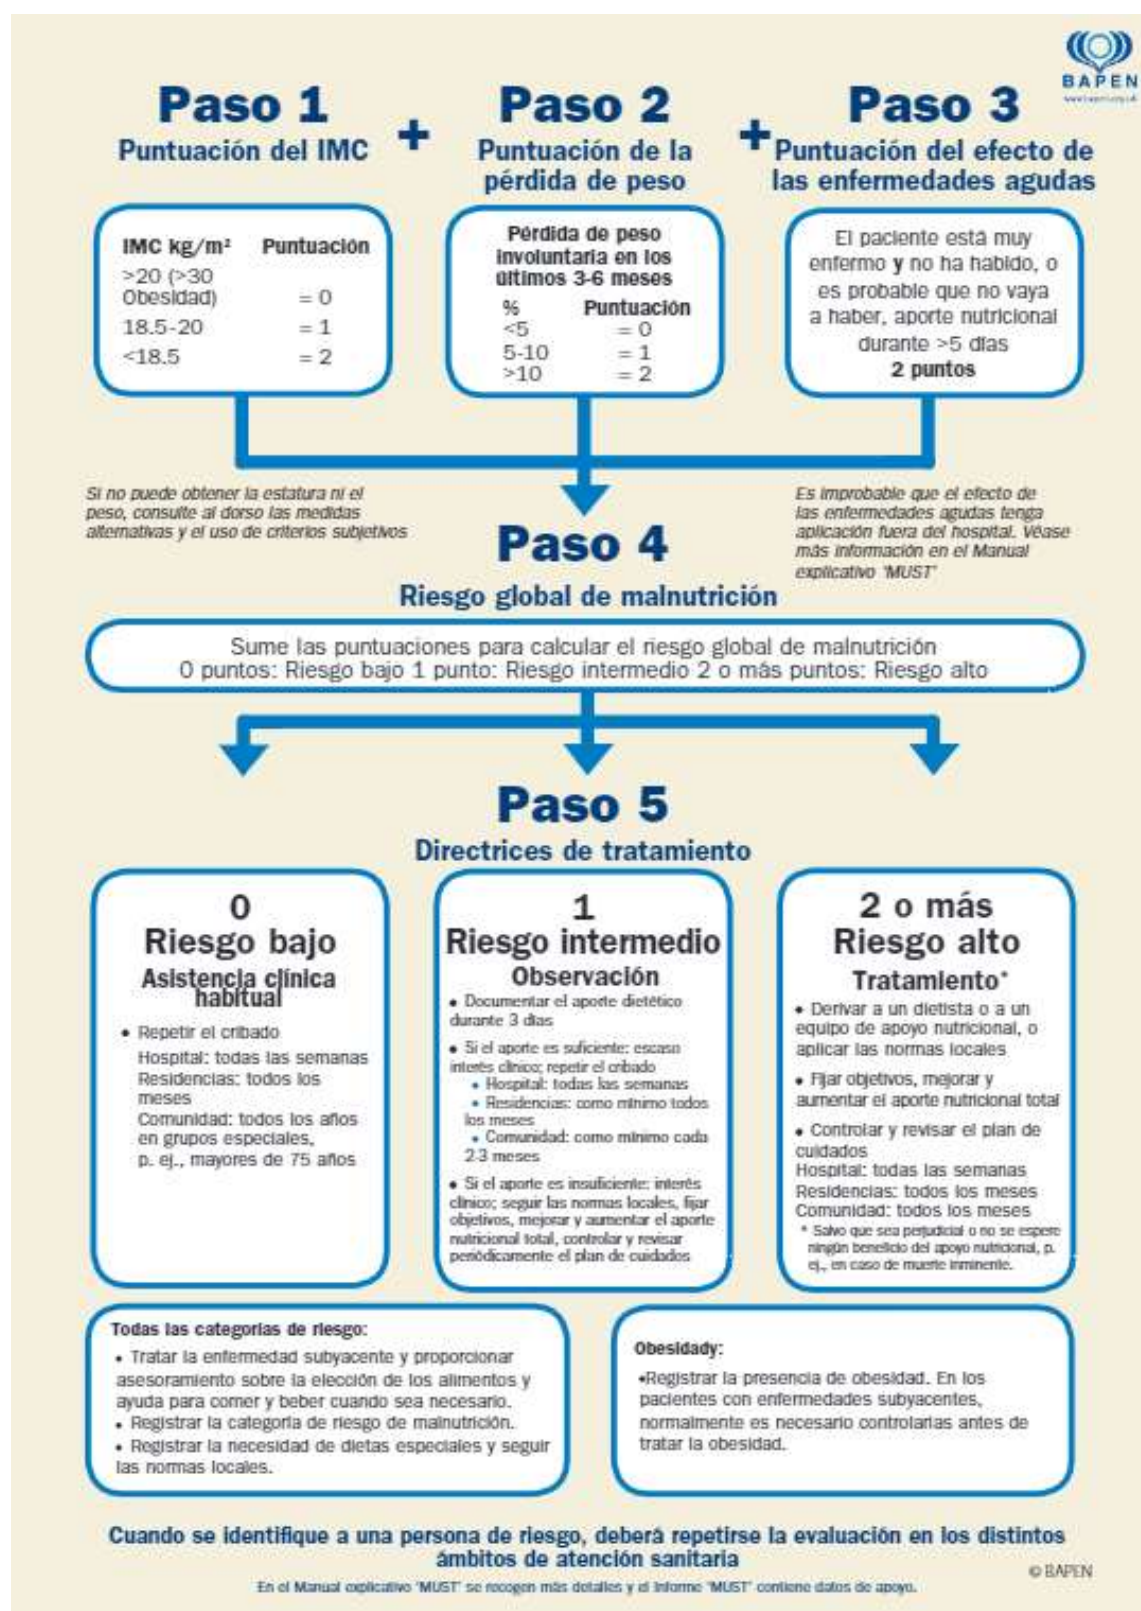 BAPEN
Paso 1
Puntuación del IMC
+
Paso 2
Puntuación de la
pérdida de peso
+
Paso 3
Puntuación del efecto de
las enfermedades agudas
IMC kg/m² Puntuación
>20 (>30
Obesidad) = 0
18.5-20 = 1
<18.5 = 2
Pérdida de peso
involuntaria en los
últimos 3-6 meses
% Puntuación
<5 = 0
5-10 = 1
>10 = 2
El paciente está muy
enfermo y no ha habido, o
es probable que no vaya
a haber, aporte nutricional
durante >5 días
2 puntos
Si no puede obtener la estatura ni el
peso, consulte al dorso las medidas
alternativas y el uso de criterios subjetivos
Es improbable que el efecto de
las enfermedades agudas tenga
aplicación fuera del hospital. Véase
más información en el Manual
explicativo 'MUST'
Paso 4
Riesgo global de malnutrición
Sume las puntuaciones para calcular el riesgo global de malnutrición
0 puntos: Riesgo bajo 1 punto: Riesgo intermedio 2 o más puntos: Riesgo alto
Paso 5
Directrices de tratamiento
0
Riesgo bajo
Asistencia clínica
habitual
• Repetir el cribado
Hospital: todas las semanas
Residencias: todos los
meses
Comunidad: todos los años
en grupos especiales,
p. ej., mayores de 75 años
1
Riesgo intermedio
Observación
• Documentar el aporte dietético
durante 3 días
• Si el aporte es suficiente: escaso
interés clínico; repetir el cribado
• Hospital: todas las semanas
• Residencias: como mínimo todos
los meses
• Comunidad: como mínimo cada
2-3 meses
• Si el aporte es insuficiente: interés
clínico; seguir las normas locales, fijar
objetivos, mejorar y aumentar el aporte
nutricional total, controlar y revisar
periódicamente el plan de cuidados
2 o más
Riesgo alto
Tratamiento*
• Derivar a un dietista o a un
equipo de apoyo nutricional, o
aplicar las normas locales
• Fijar objetivos, mejorar y
aumentar el aporte nutricional total
• Controlar y revisar el plan de
cuidados
Hospital: todas las semanas
Residencias: todos los meses
Comunidad: todos los meses
* Salvo que sea perjudicial o no se espere
ningún beneficio del apoyo nutricional, p.
ej., en caso de muerte inminente.
Todas las categorías de riesgo:
• Tratar la enfermedad subyacente y proporcionar
asesoramiento sobre la elección de los alimentos y
ayuda para comer y beber cuando sea necesario.
• Registrar la categoría de riesgo de malnutrición.
• Registrar la necesidad de dietas especiales y seguir
las normas locales.
Obesidady:
•Registrar la presencia de obesidad. En los
pacientes con enfermedades subyacentes,
normalmente es necesario controlarlas antes de
tratar la obesidad.
Cuando se identifique a una persona de riesgo, deberá repetirse la evaluación en los distintos
ámbitos de atención sanitaria
© BAPEN
En el Manual explicativo 'MUST' se recogen más detalles y el Informe 'MUST' contiene datos de apoyo.